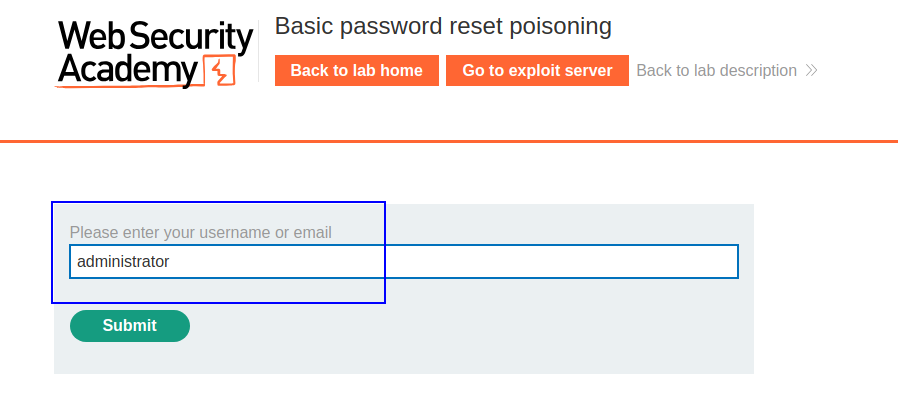 Web Security
Academy
Basic password reset poisoning
Back to lab home
Go to exploit server
Back to lab description
Please enter your username or email
administrator
Submit